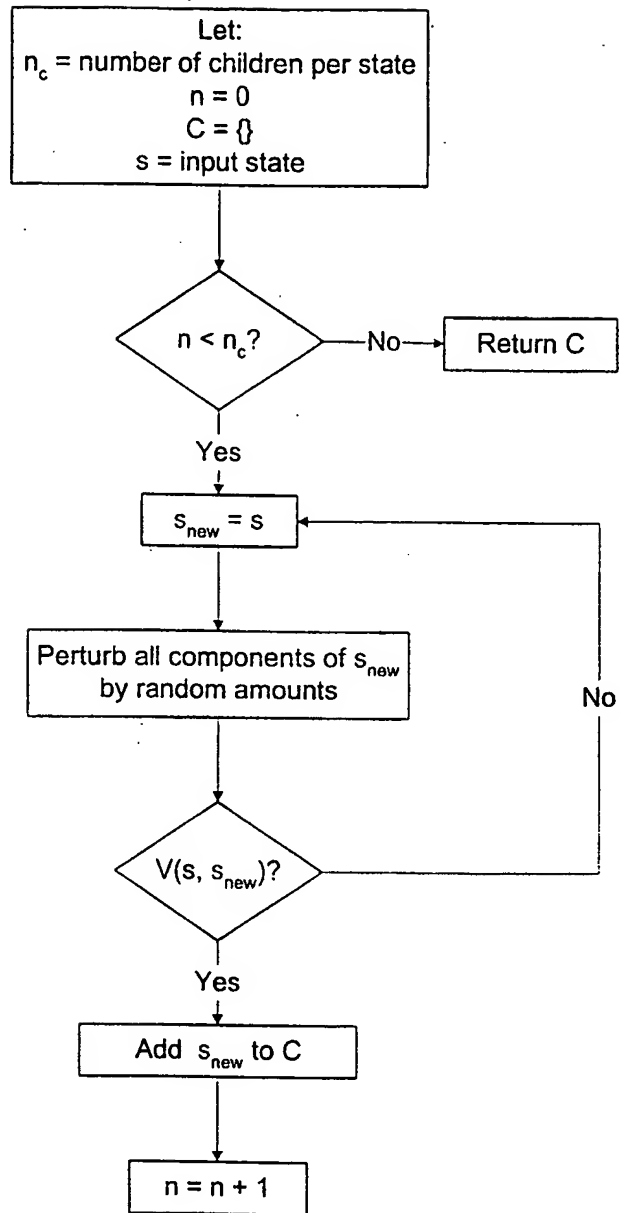 Let:
n_c = number of children per state
n = 0
C = {}
s = input state
n < n_c?
No
Return C
Yes
s_new = s
Perturb all components of s_new
by random amounts
No
V(s, s_new)?
Yes
Add s_new to C
n = n + 1